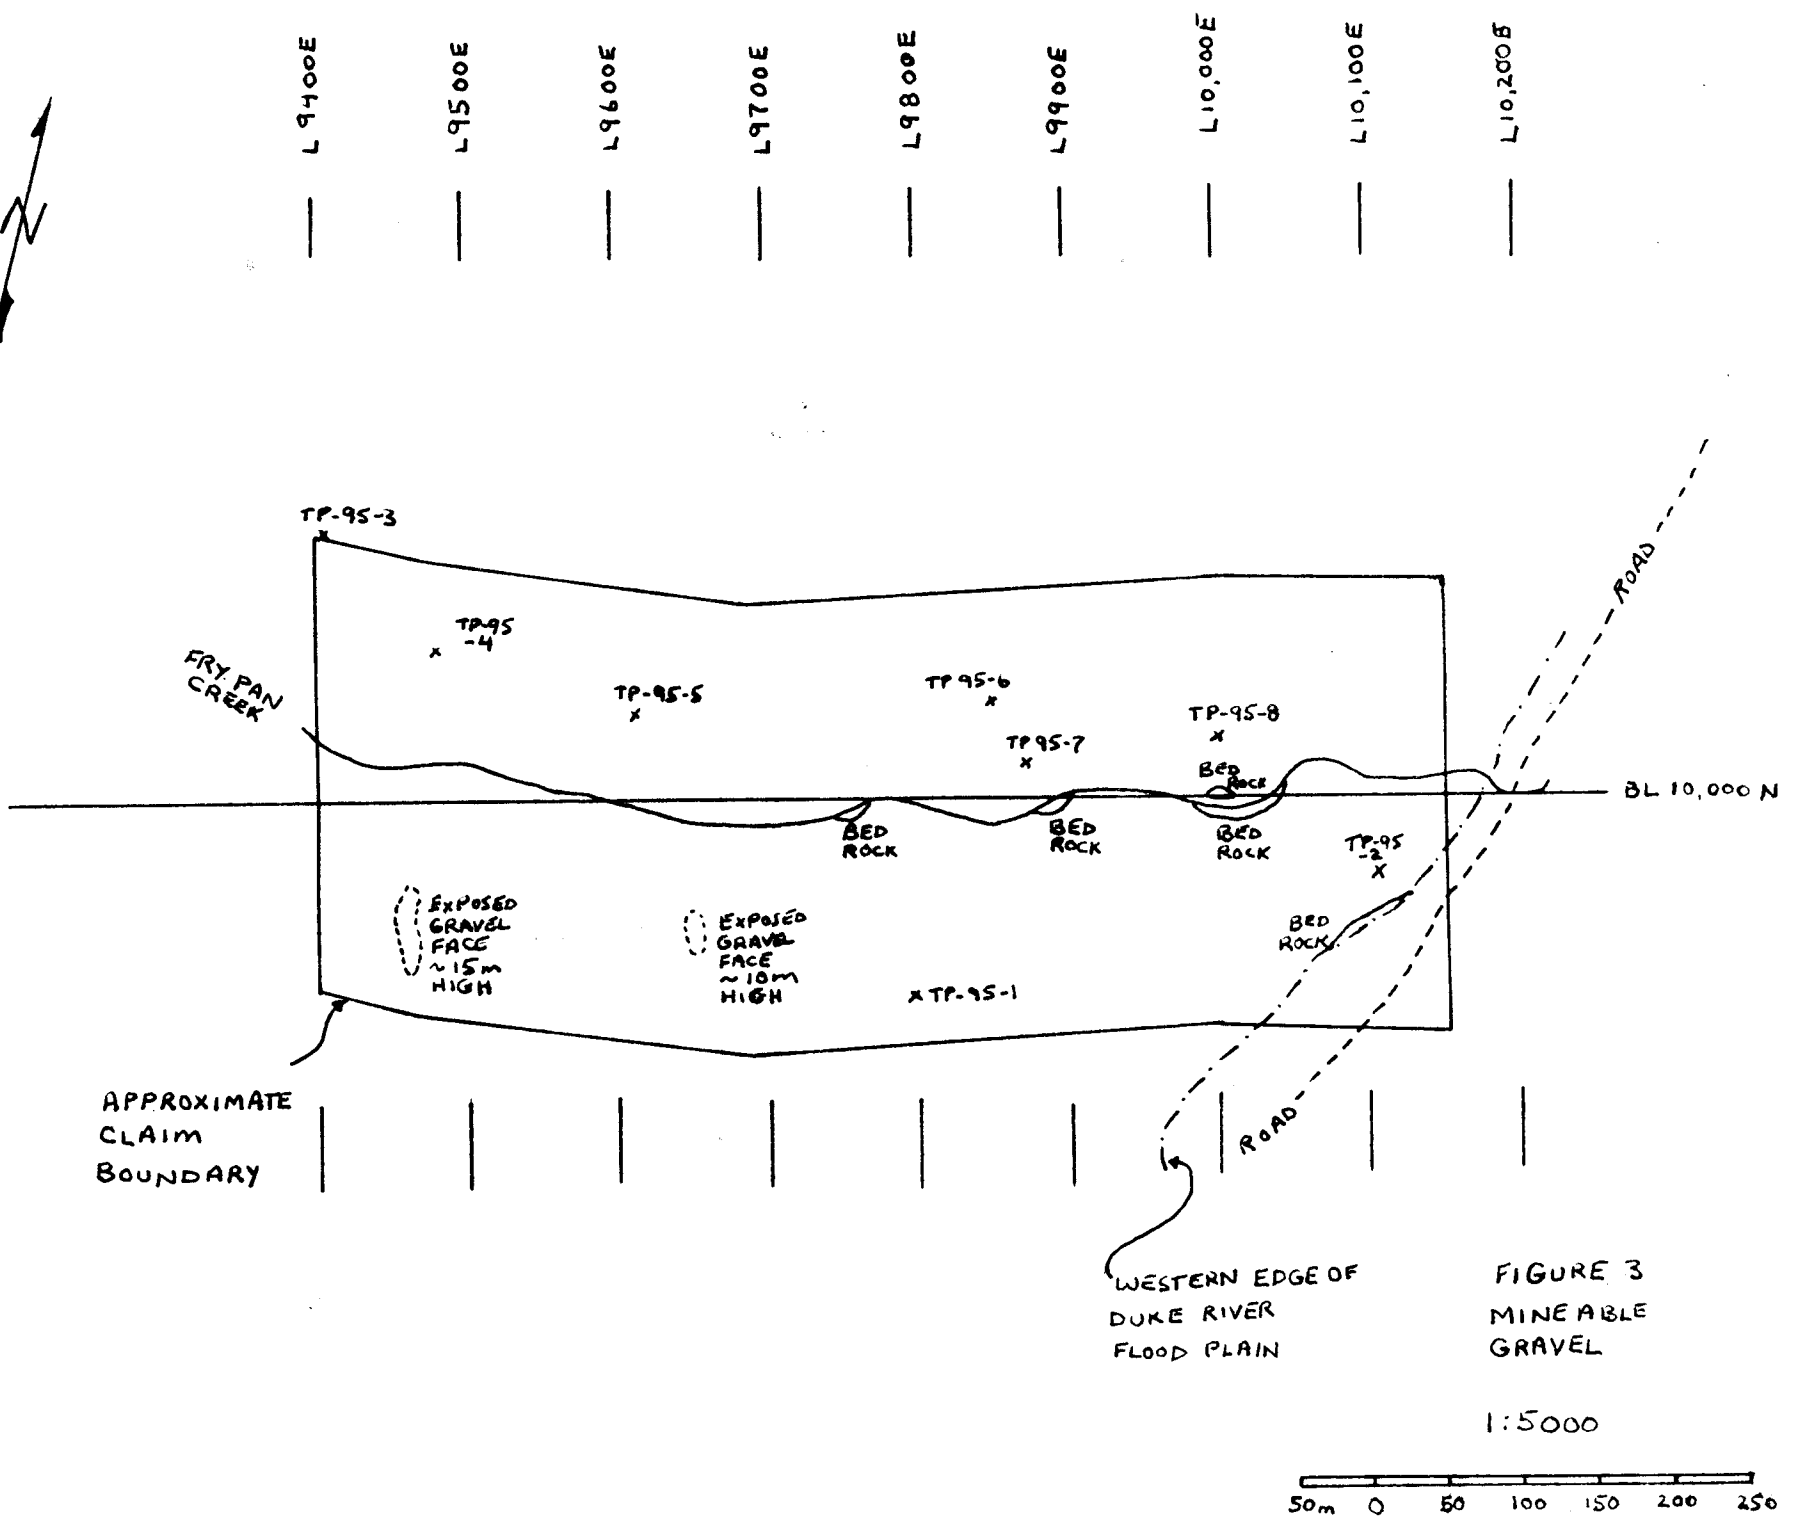 L9400E
L9500E
L9600E
L9700E
L9800E
L9900E
L10,000E
L10,100E
L10,200E
N
TP-95-3
TP-95
-4
FRY PAN
CREEK
TP-95-5
TP 95-6
TP 95-7
TP-95-8
BED
ROCK
ROAD
BL 10,000 N
BED
ROCK
BED
ROCK
BED
ROCK
TP-95
-2
BED
ROCK
EXPOSED
GRAVEL
FACE
~15m
HIGH
EXPOSED
GRAVEL
FACE
~10m
HIGH
TP-95-1
APPROXIMATE
CLAIM
BOUNDARY
ROAD
WESTERN EDGE OF
DUKE RIVER
FLOOD PLAIN
FIGURE 3
MINEABLE
GRAVEL
1:5000
50m 0 50 100 150 200 250